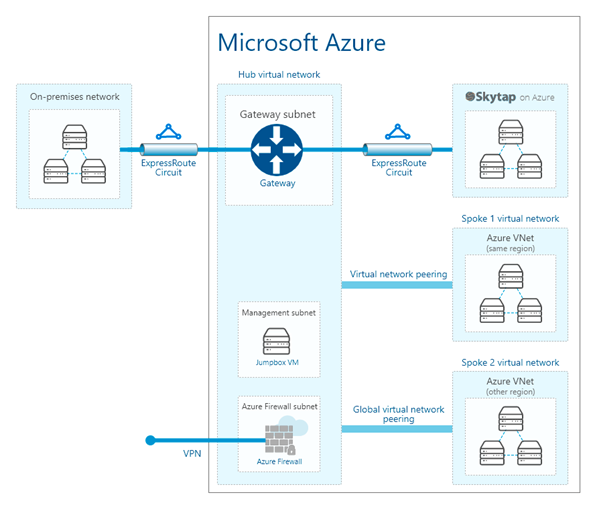 Microsoft Azure
Hub virtual network
On-premises network
Gateway subnet
Skytap on Azure
ExpressRoute
Circuit
Gateway
ExpressRoute
Circuit
Spoke 1 virtual network
Azure VNet
(same region)
Virtual network peering
Management subnet
Jumpbox VM
Spoke 2 virtual network
Azure VNet
(other region)
Azure Firewall subnet
Global virtual network
peering
VPN
Azure Firewall